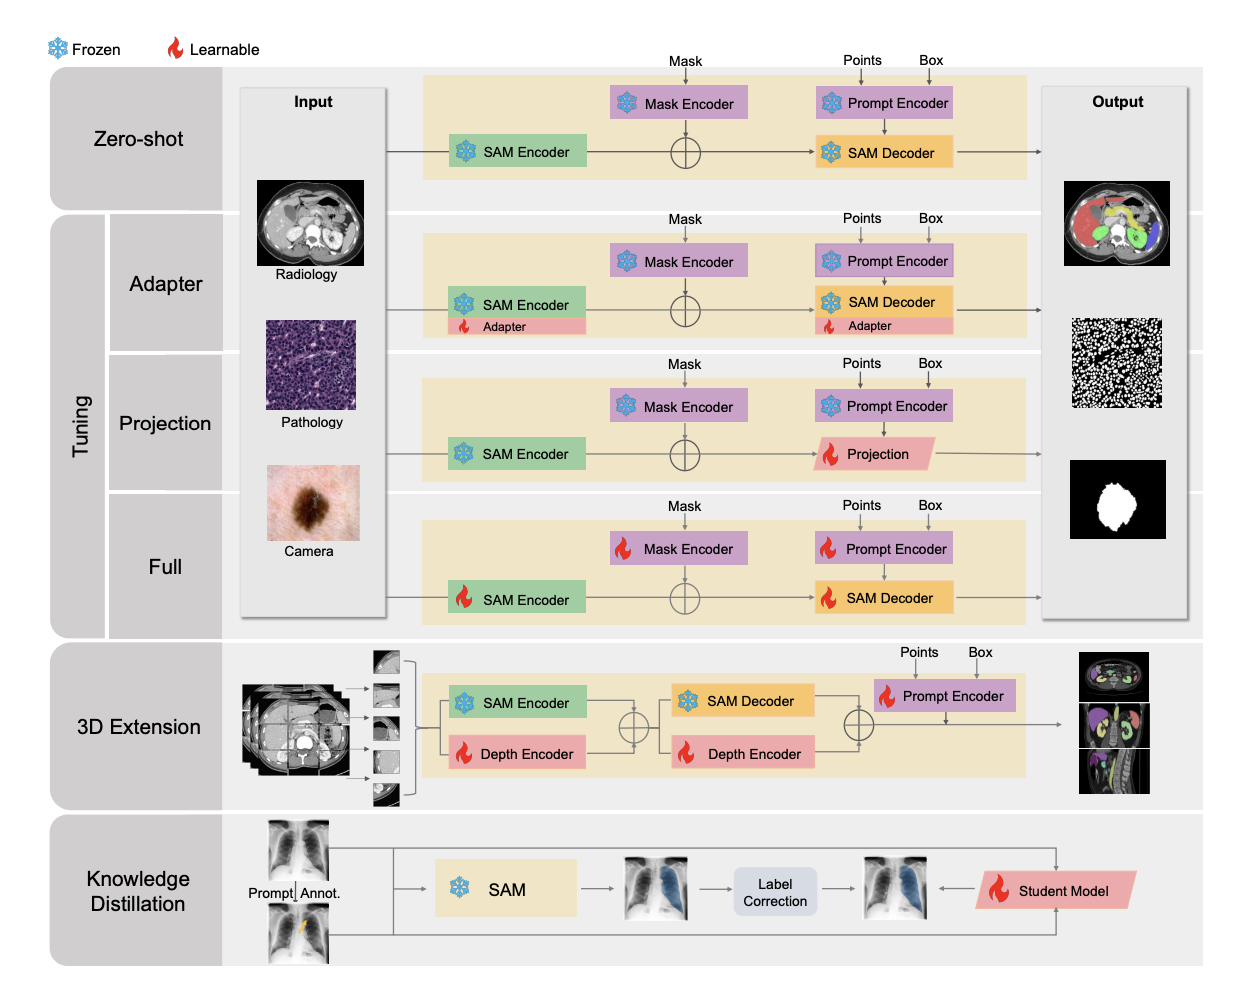 Frozen
Learnable
Zero-shot
Input
Mask
Points
Box
Mask Encoder
Prompt Encoder
SAM Encoder
SAM Decoder
Output
Radiology
Tuning
Adapter
Mask
Points
Box
Mask Encoder
Prompt Encoder
SAM Encoder
Adapter
SAM Decoder
Adapter
Pathology
Projection
Mask
Points
Box
Mask Encoder
Prompt Encoder
SAM Encoder
Projection
Camera
Full
Mask
Points
Box
Mask Encoder
Prompt Encoder
SAM Encoder
SAM Decoder
3D Extension
Points
Box
SAM Encoder
SAM Decoder
Prompt Encoder
Depth Encoder
Depth Encoder
Knowledge
Distillation
Prompt Annot.
SAM
Label
Correction
Student Model